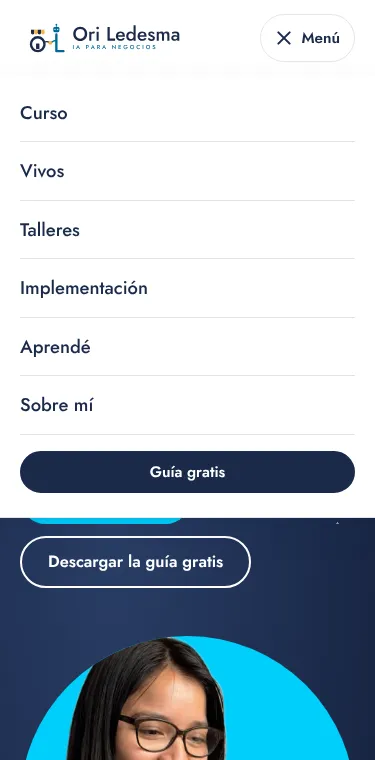 Ori Ledesma
IA PARA NEGOCIOS
Menú
Curso
Vivos
Talleres
Implementación
Aprendé
Sobre mí
Guía gratis
Descargar la guía gratis